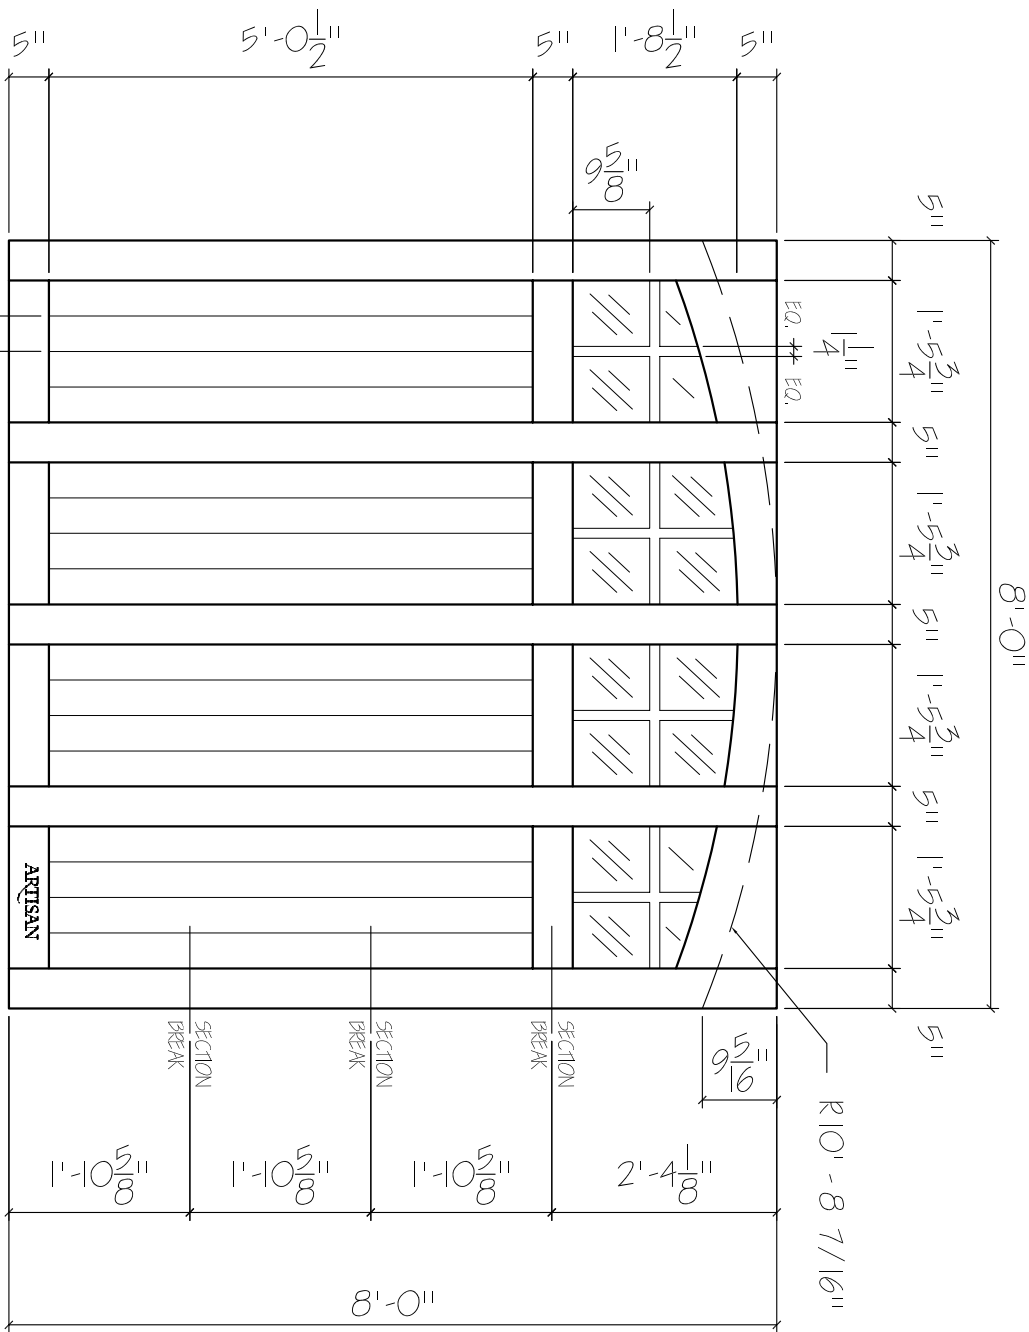 5"
5'-0 1/2"
5"
1'-8 1/2"
5"
9 5/8"
5"
8'-0"
1'-5 3/4"
5"
1'-5 3/4"
5"
1'-5 3/4"
5"
1'-5 3/4"
5"
EQ.
1 1/4"
EQ.
ARTISAN
SECTION
BREAK
SECTION
BREAK
SECTION
BREAK
9 5/16"
R10'-8 7/16"
1'-10 5/8"
1'-10 5/8"
1'-10 5/8"
2'-4 1/8"
8'-0"